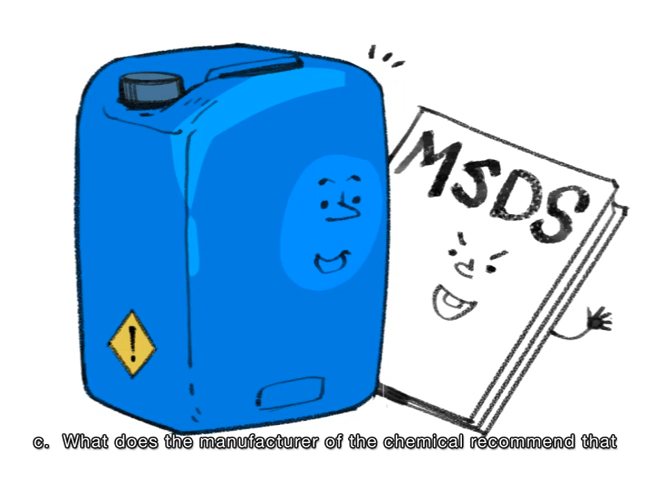 MSDS
!
c. What does the manufacturer of the chemical recommend that